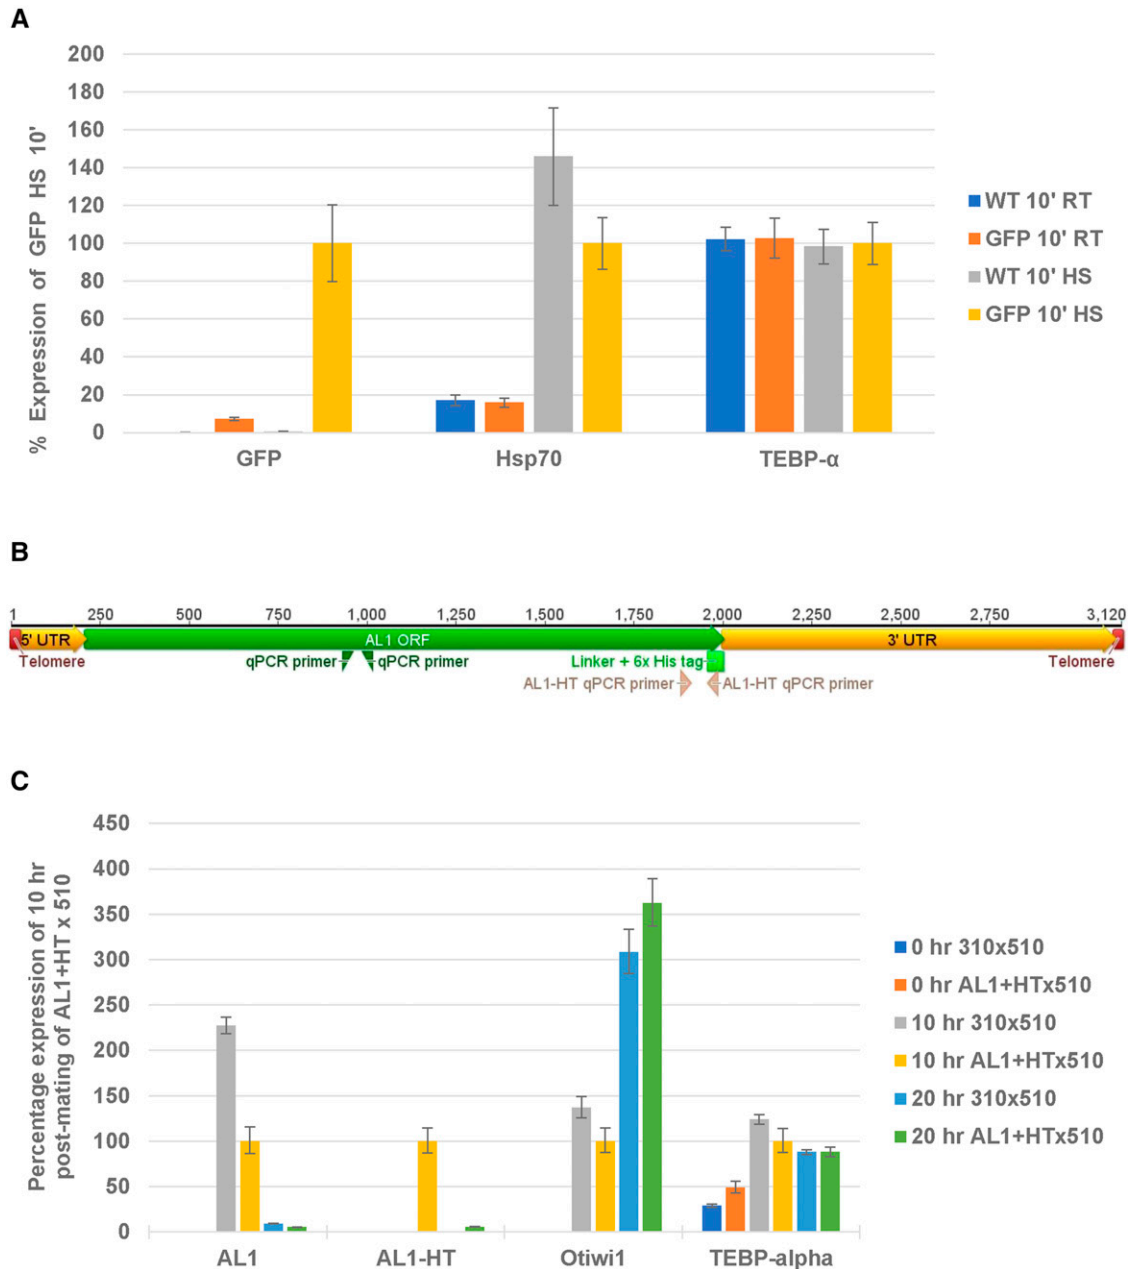 A
% Expression of GFP HS 10'
200
180
160
140
120
100
80
60
40
20
0
GFP
Hsp70
TEBP-α
WT 10' RT
GFP 10' RT
WT 10' HS
GFP 10' HS
B
1 250 500 750 1,000 1,250 1,500 1,750 2,000 2,250 2,500 2,750 3,120
5' UTR
AL1 ORF
3' UTR
Telomere
qPCR primer
qPCR primer
Linker + 6x His tag
Telomere
AL1-HT qPCR primer
AL1-HT qPCR primer
C
Percentage expression of 10 hr
post-mating of AL1+HT x 510
450
400
350
300
250
200
150
100
50
0
AL1
AL1-HT
Otiwi1
TEBP-alpha
0 hr 310x510
0 hr AL1+HTx510
10 hr 310x510
10 hr AL1+HTx510
20 hr 310x510
20 hr AL1+HTx510